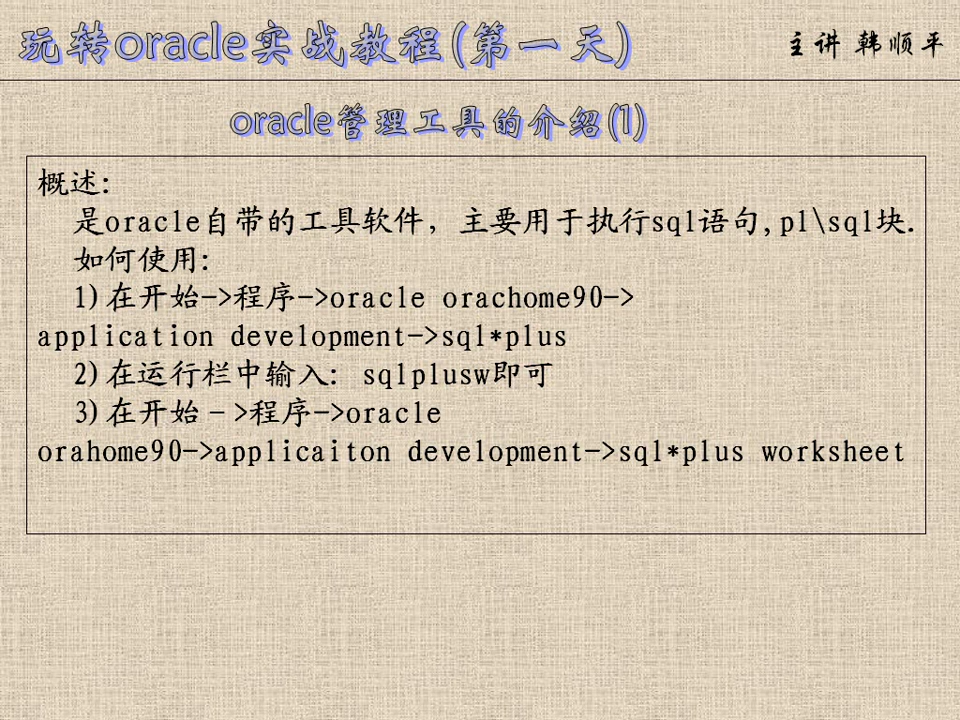 玩转oracle实战教程(第一天)
主讲 韩顺平
oracle管理工具的介绍(1)
概述:
是oracle自带的工具软件，主要用于执行sql语句,pl\sql块.
如何使用:
1)在开始->程序->oracle orachome90->
application development->sql*plus
2)在运行栏中输入: sqlplusw即可
3)在开始–>程序->oracle
orahome90->applicaiton development->sql*plus worksheet